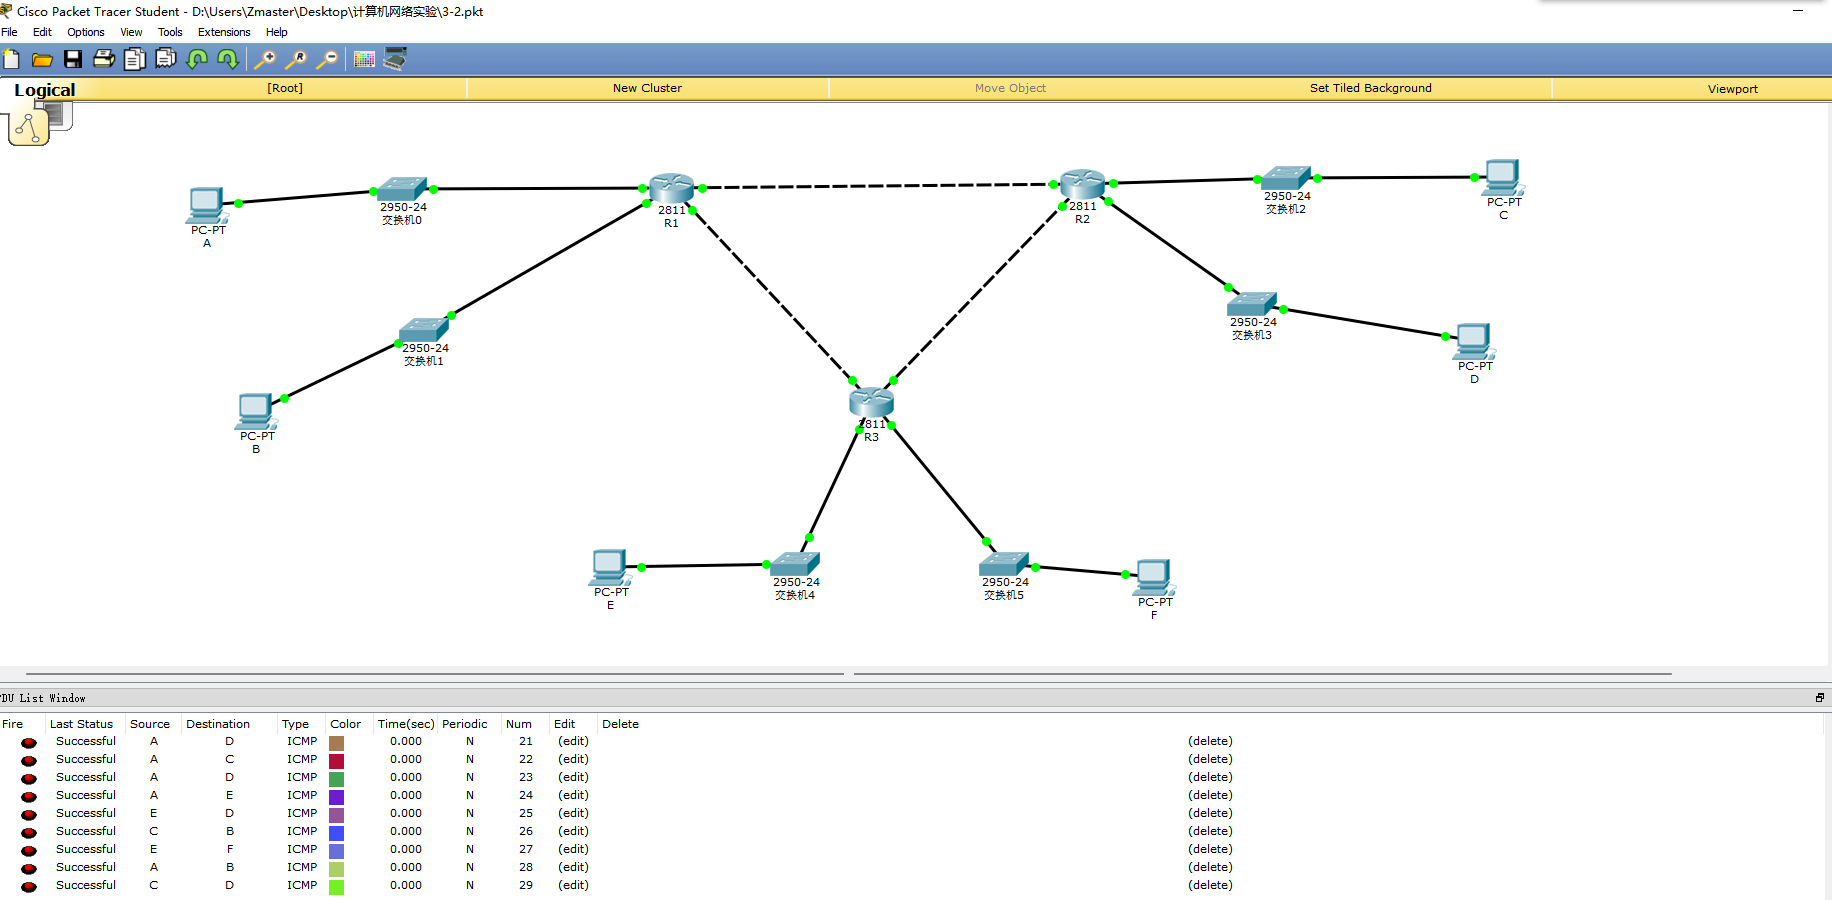 Cisco Packet Tracer Student - D:\Users\Zmaster\Desktop\计算机网络实验\3-2.pkt
File Edit Options View Tools Extensions Help
Logical [Root] New Cluster Move Object Set Tiled Background Viewport
PC-PT
A
2950-24
交换机0
2811
R1
2811
R2
2950-24
交换机2
PC-PT
C
2950-24
交换机1
2950-24
交换机3
PC-PT
D
PC-PT
B
2811
R3
PC-PT
E
2950-24
交换机4
2950-24
交换机5
PC-PT
F
DU List Window
Fire Last Status Source Destination Type Color Time(sec) Periodic Num Edit Delete
Successful A D ICMP 0.000 N 21 (edit) (delete)
Successful A C ICMP 0.000 N 22 (edit) (delete)
Successful A D ICMP 0.000 N 23 (edit) (delete)
Successful A E ICMP 0.000 N 24 (edit) (delete)
Successful E D ICMP 0.000 N 25 (edit) (delete)
Successful C B ICMP 0.000 N 26 (edit) (delete)
Successful E F ICMP 0.000 N 27 (edit) (delete)
Successful A B ICMP 0.000 N 28 (edit) (delete)
Successful C D ICMP 0.000 N 29 (edit) (delete)